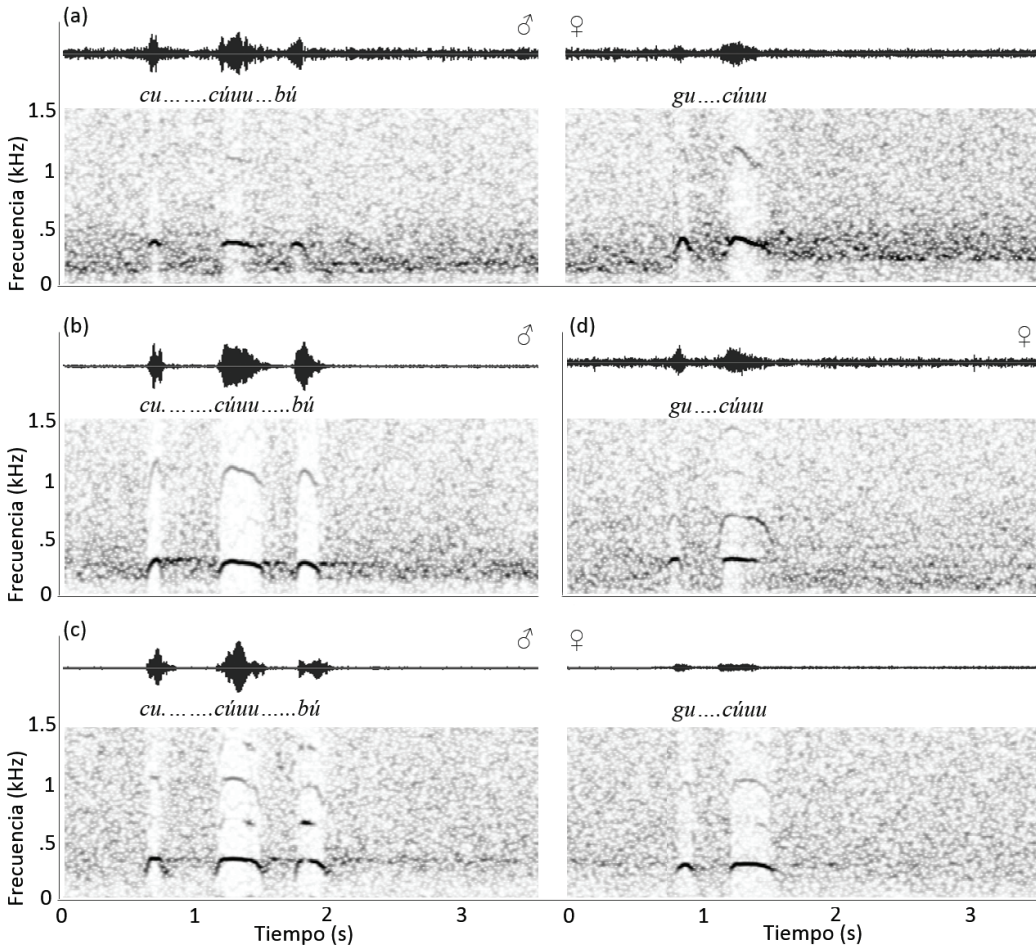 (a) ♂ ♀
cu... ....cúuu...bú gu ....cúuu
1.5
1
.5
0
Frecuencia (kHz)
(b) ♂ (d) ♀
cu. ... ....cúuu.....bú gu ....cúuu
1.5
1
.5
0
Frecuencia (kHz)
(c) ♂ ♀
cu. ... ....cúuu......bú gu ....cúuu
1.5
1
.5
0
Frecuencia (kHz)
0 1 2 3 0 1 2 3
Tiempo (s) Tiempo (s)